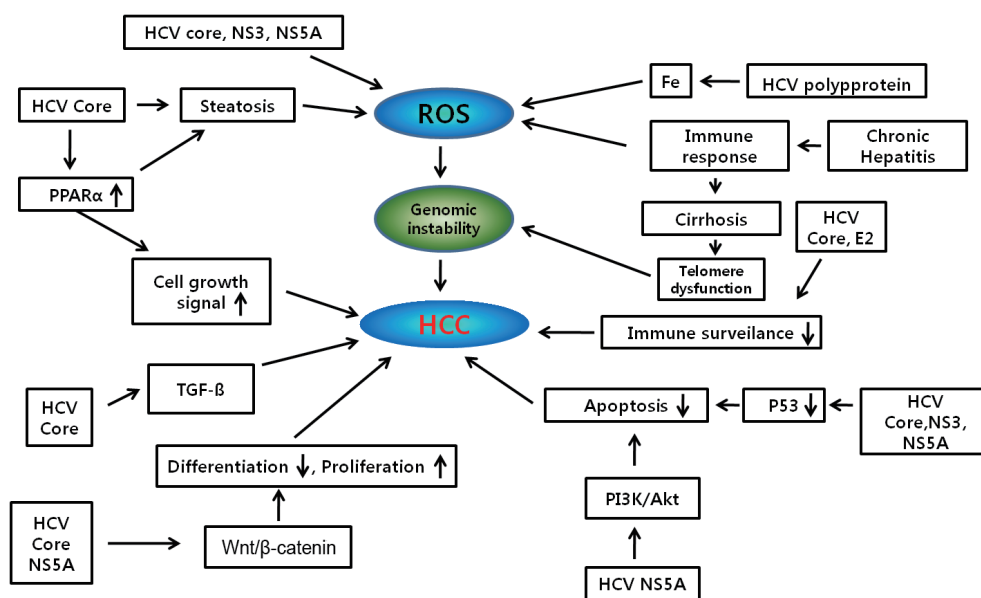 HCV core, NS3, NS5A
HCV Core
Steatosis
ROS
Fe
HCV polypprotein
Immune
response
Chronic
Hepatitis
PPARα
Genomic
instability
Cirrhosis
HCV
Core, E2
Telomere
dysfunction
Cell growth
signal
HCC
Immune surveilance
TGF-ß
HCV
Core
Apoptosis
P53
HCV
Core,NS3,
NS5A
Differentiation , Proliferation
PI3K/Akt
HCV
Core
NS5A
Wnt/β-catenin
HCV NS5A